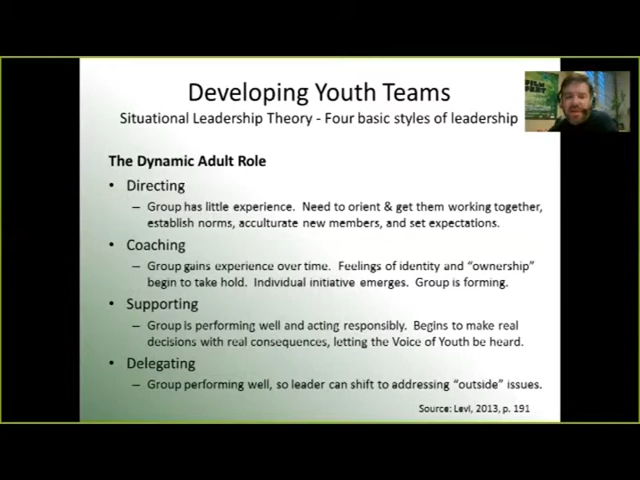 Developing Youth Teams
Situational Leadership Theory - Four basic styles of leadership
FILM
FEST
The Dynamic Adult Role
• Directing
– Group has little experience. Need to orient & get them working together,
establish norms, acculturate new members, and set expectations.
• Coaching
– Group gains experience over time. Feelings of identity and “ownership”
begin to take hold. Individual initiative emerges. Group is forming.
• Supporting
– Group is performing well and acting responsibly. Begins to make real
decisions with real consequences, letting the Voice of Youth be heard.
• Delegating
– Group performing well, so leader can shift to addressing “outside” issues.
Source: Levi, 2013, p. 191